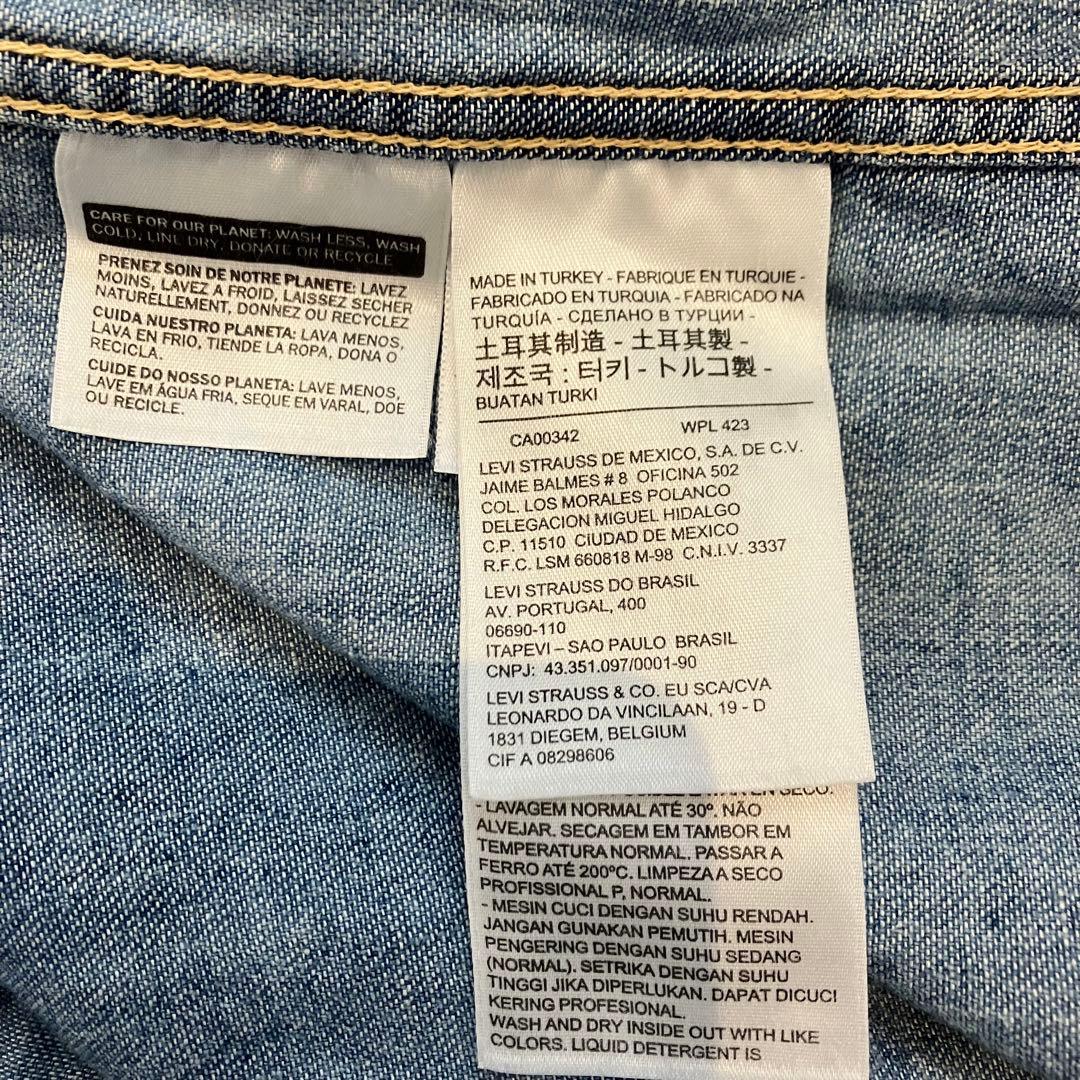 CARE FOR OUR PLANET: WASH LESS, WASH
COLD, LINE DRY, DONATE OR RECYCLE
PRENEZ SOIN DE NOTRE PLANETE: LAVEZ
MOINS, LAVEZ A FROID, LAISSEZ SECHER
NATURELLEMENT, DONNEZ OU RECYCLEZ
CUIDA NUESTRO PLANETA: LAVA MENOS,
LAVA EN FRIO, TIENDE LA ROPA, DONA O
RECICLA.
CUIDE DO NOSSO PLANETA: LAVE MENOS,
LAVE EM ÁGUA FRIA, SEQUE EM VARAL, DOE
OU RECICLE.
MADE IN TURKEY - FABRIQUE EN TURQUIE -
FABRICADO EN TURQUIA - FABRICADO NA
TURQUÍA - СДЕЛАНО В ТУРЦИИ -
土耳其制造 - 土耳其製 -
제조국 : 터키 - トルコ製 -
BUATAN TURKI
CA00342 WPL 423
LEVI STRAUSS DE MEXICO, S.A. DE C.V.
JAIME BALMES # 8 OFICINA 502
COL. LOS MORALES POLANCO
DELEGACION MIGUEL HIDALGO
C.P. 11510 CIUDAD DE MEXICO
R.F.C. LSM 660818 M-98 C.N.I.V. 3337
LEVI STRAUSS DO BRASIL
AV. PORTUGAL, 400
06690-110
ITAPEVI – SAO PAULO BRASIL
CNPJ: 43.351.097/0001-90
LEVI STRAUSS & CO. EU SCA/CVA
LEONARDO DA VINCILAAN, 19 - D
1831 DIEGEM, BELGIUM
CIF A 08298606
EN SECO.
- LAVAGEM NORMAL ATÉ 30º. NÃO
ALVEJAR. SECAGEM EM TAMBOR EM
TEMPERATURA NORMAL. PASSAR A
FERRO ATÉ 200ºC. LIMPEZA A SECO
PROFISSIONAL P, NORMAL.
- MESIN CUCI DENGAN SUHU RENDAH.
JANGAN GUNAKAN PEMUTIH. MESIN
PENGERING DENGAN SUHU SEDANG
(NORMAL). SETRIKA DENGAN SUHU
TINGGI JIKA DIPERLUKAN. DAPAT DICUCI
KERING PROFESIONAL.
WASH AND DRY INSIDE OUT WITH LIKE
COLORS. LIQUID DETERGENT IS